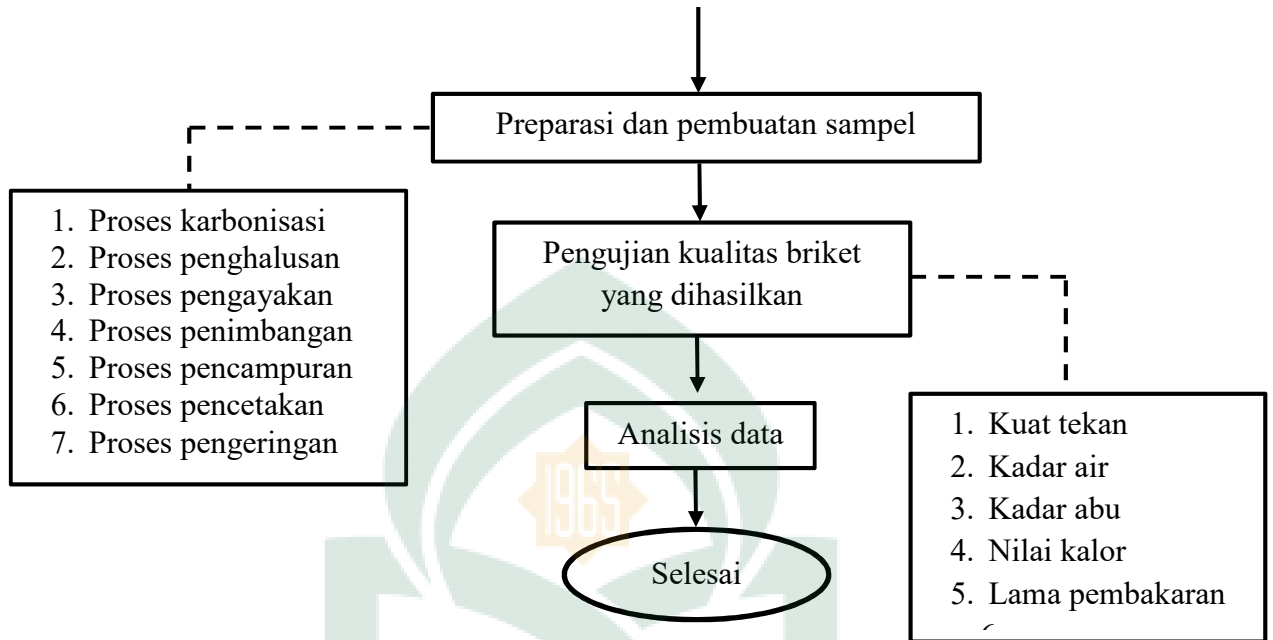 Preparasi dan pembuatan sampel
1. Proses karbonisasi
2. Proses penghalusan
3. Proses pengayakan
4. Proses penimbangan
5. Proses pencampuran
6. Proses pencetakan
7. Proses pengeringan
Pengujian kualitas briket
yang dihasilkan
1. Kuat tekan
2. Kadar air
3. Kadar abu
4. Nilai kalor
5. Lama pembakaran
Analisis data
1965
Selesai